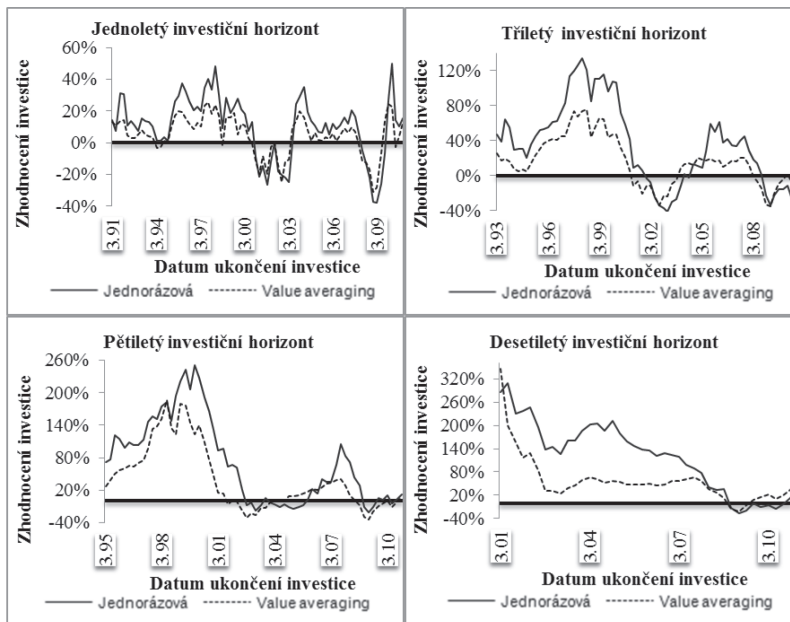 Jednoletý investiční horizont
Zhodnocení investice
60%
40%
20%
0%
-20%
-40%
3.91
3.94
3.97
3.00
3.03
3.06
3.09
Datum ukončení investice
Jednorázová
Value averaging
Tříletý investiční horizont
Zhodnocení investice
120%
80%
40%
0%
-40%
3.93
3.96
3.99
3.02
3.05
3.08
Datum ukončení investice
Jednorázová
Value averaging
Pětiletý investiční horizont
Zhodnocení investice
260%
200%
140%
80%
20%
-40%
3.95
3.98
3.01
3.04
3.07
3.10
Datum ukončení investice
Jednorázová
Value averaging
Desetiletý investiční horizont
Zhodnocení investice
320%
260%
200%
140%
80%
20%
-40%
3.01
3.04
3.07
3.10
Datum ukončení investice
Jednorázová
Value averaging